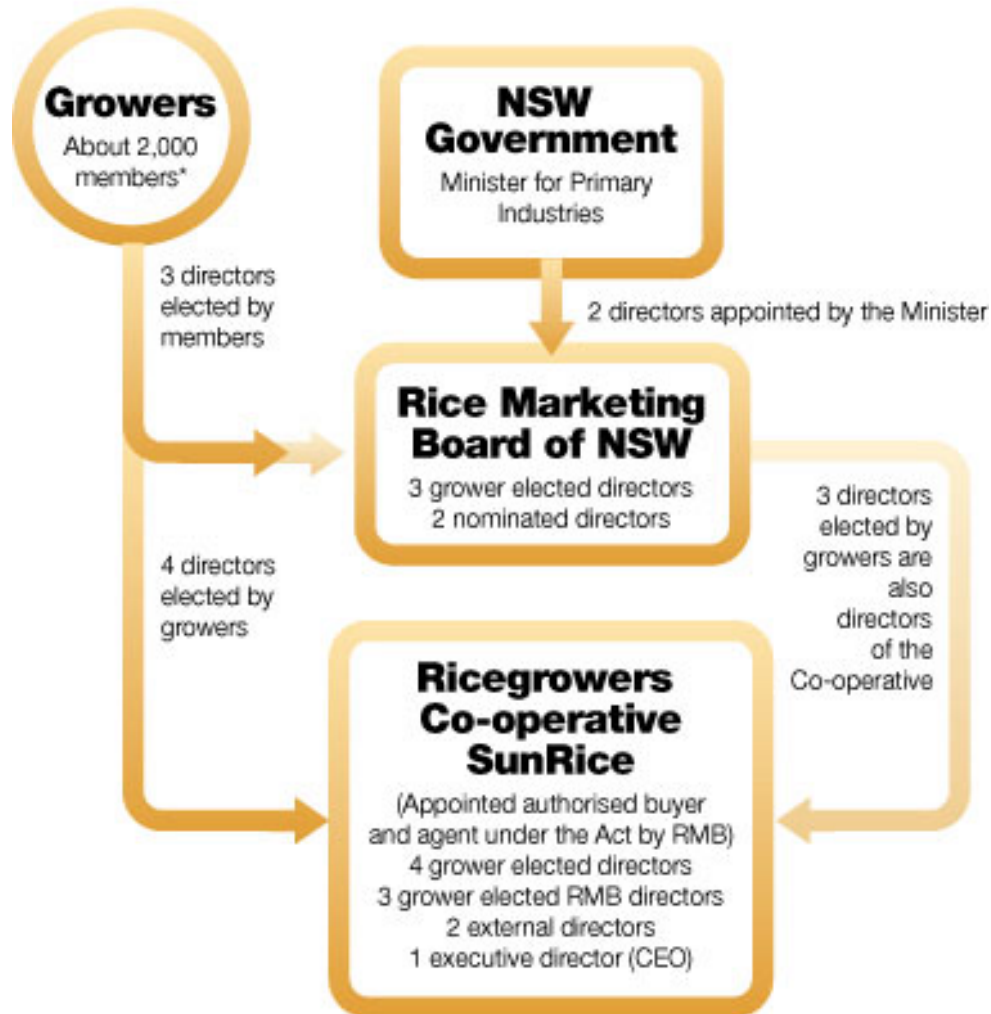 Growers
About 2,000
members*
NSW
Government
Minister for Primary
Industries
3 directors
elected by
members
2 directors appointed by the Minister
Rice Marketing
Board of NSW
3 grower elected directors
2 nominated directors
3 directors
elected by
growers are
also
directors
of the
Co-operative
4 directors
elected by
growers
Ricegrowers
Co-operative
SunRice
(Appointed authorised buyer
and agent under the Act by RMB)
4 grower elected directors
3 grower elected RMB directors
2 external directors
1 executive director (CEO)